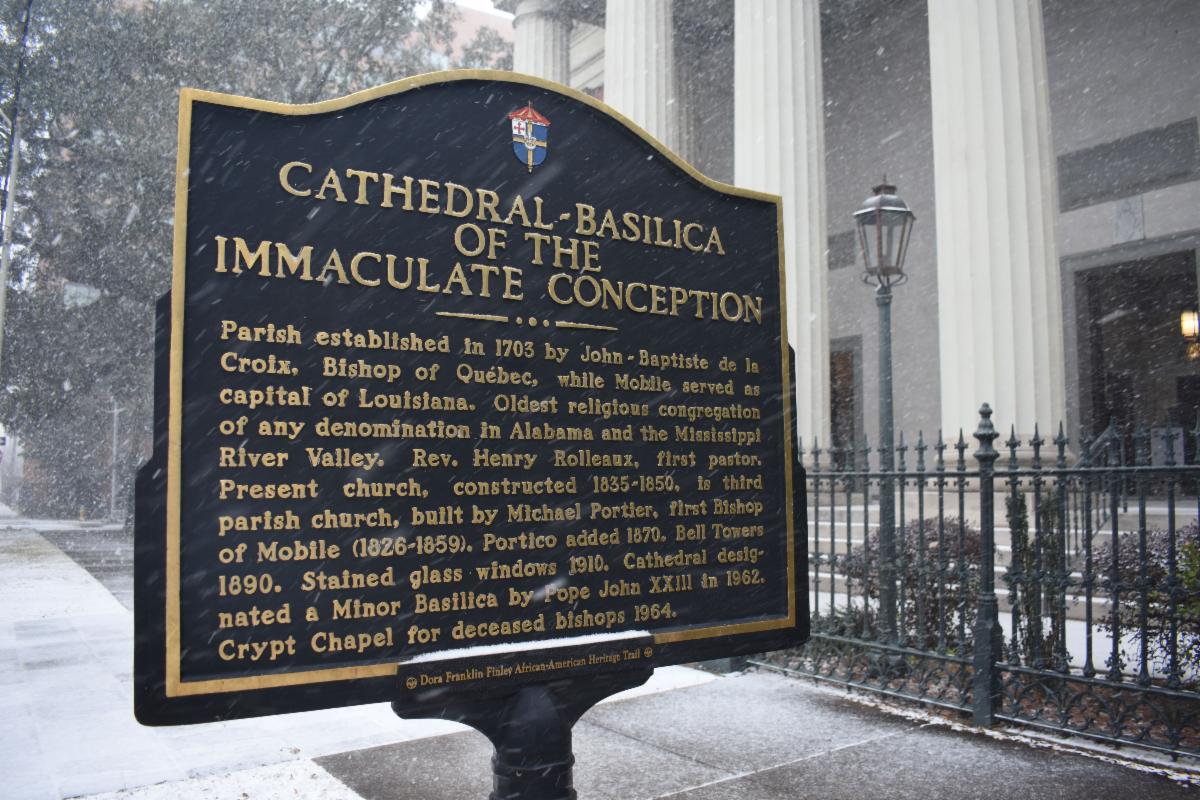 CATHEDRAL-BASILICA
OF THE
IMMACULATE CONCEPTION
Parish established in 1703 by John-Baptiste de la
Croix, Bishop of Québec, while Mobile served as
capital of Louisiana. Oldest religious congregation
of any denomination in Alabama and the Mississippi
River Valley. Rev. Henry Rolleaux, first pastor.
Present church, constructed 1835-1850, is third
parish church, built by Michael Portier, first Bishop
of Mobile (1826-1859). Portico added 1870. Bell Towers
1890. Stained glass windows 1910. Cathedral desig-
nated a Minor Basilica by Pope John XXIII in 1962.
Crypt Chapel for deceased bishops 1964.
Dora Franklin Finley African-American Heritage Trail